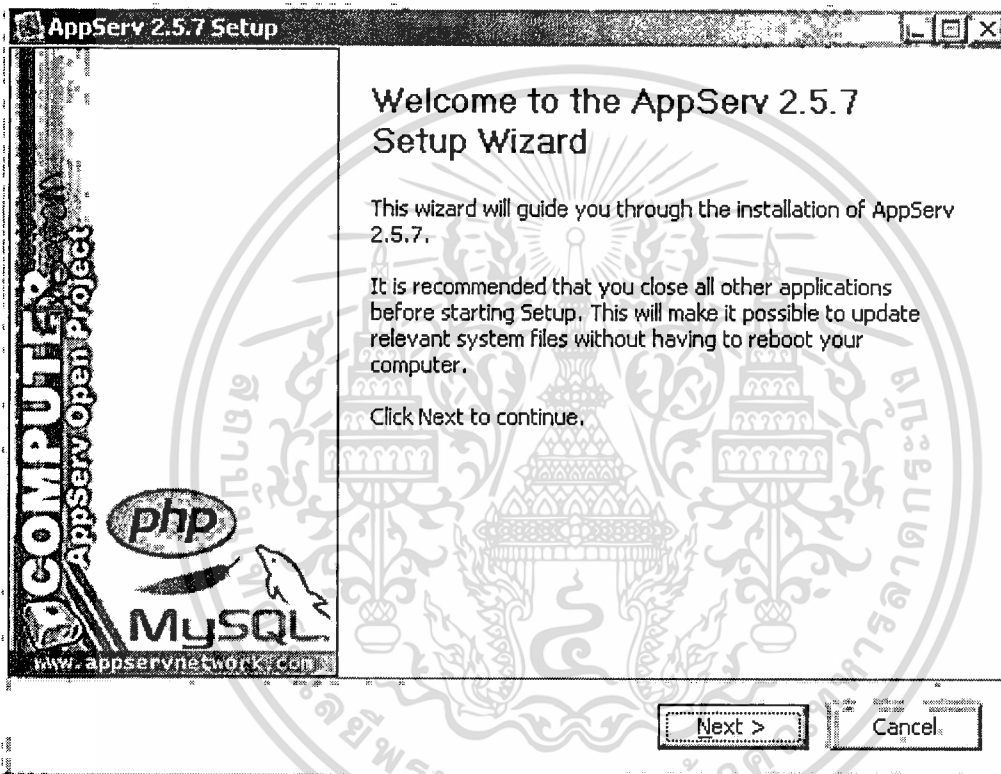 AppServ 2.5.7 Setup
Welcome to the AppServ 2.5.7
Setup Wizard
This wizard will guide you through the installation of AppServ
2.5.7.
It is recommended that you close all other applications
before starting Setup. This will make it possible to update
relevant system files without having to reboot your
computer.
Click Next to continue.
COMPUTER
AppServ Open Project
php
MySQL
www.appservnetwork.com
Next >
Cancel